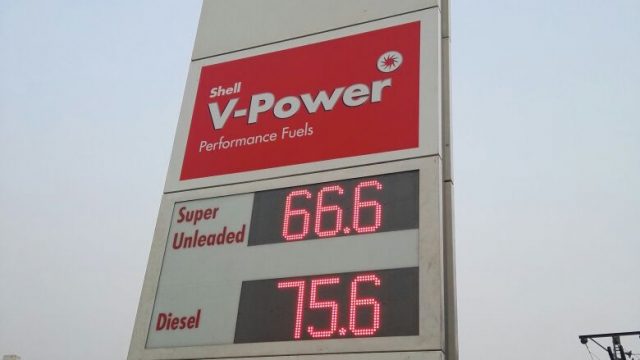 Shell
V-Power
Performance Fuels
Super
Unleaded
66.6
Diesel
75.6